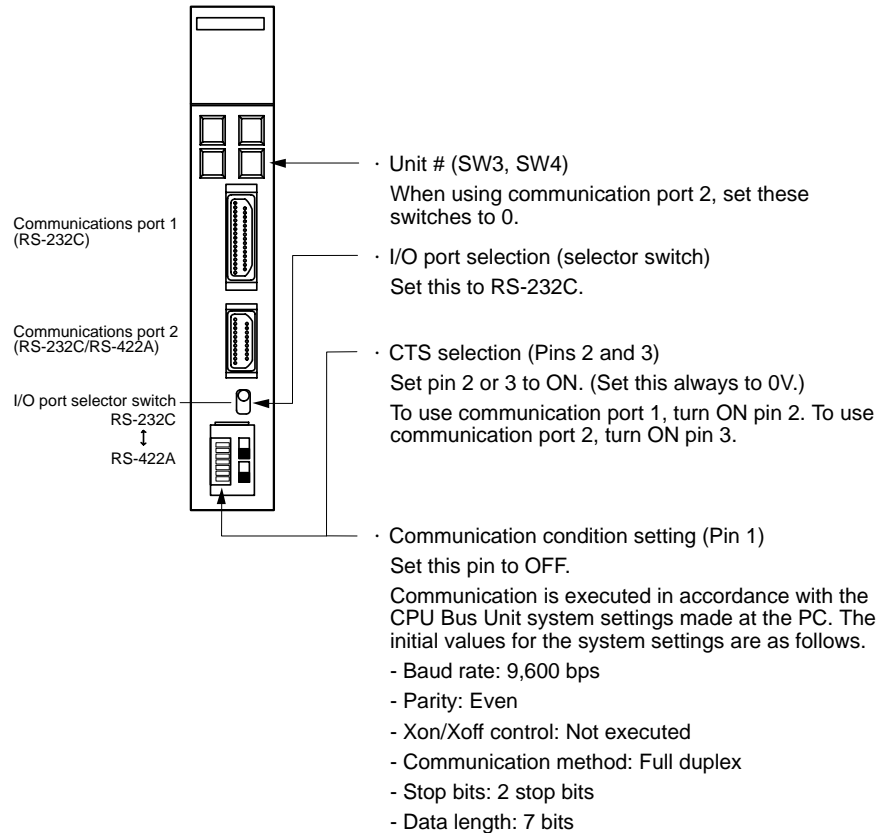 Communications port 1
(RS-232C)
Communications port 2
(RS-232C/RS-422A)
I/O port selector switch
RS-232C
↕
RS-422A
· Unit # (SW3, SW4)
When using communication port 2, set these
switches to 0.
· I/O port selection (selector switch)
Set this to RS-232C.
· CTS selection (Pins 2 and 3)
Set pin 2 or 3 to ON. (Set this always to 0V.)
To use communication port 1, turn ON pin 2. To use
communication port 2, turn ON pin 3.
· Communication condition setting (Pin 1)
Set this pin to OFF.
Communication is executed in accordance with the
CPU Bus Unit system settings made at the PC. The
initial values for the system settings are as follows.
- Baud rate: 9,600 bps
- Parity: Even
- Xon/Xoff control: Not executed
- Communication method: Full duplex
- Stop bits: 2 stop bits
- Data length: 7 bits